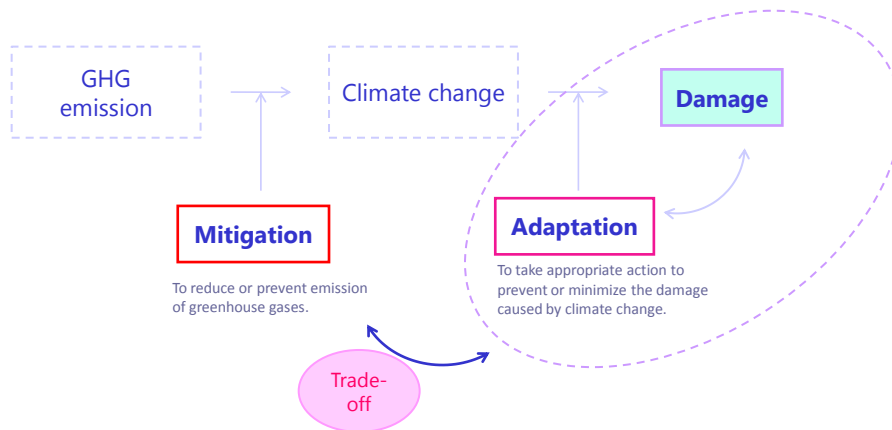 GHG
emission
Climate change
Damage
Mitigation
To reduce or prevent emission
of greenhouse gases.
Adaptation
To take appropriate action to
prevent or minimize the damage
caused by climate change.
Trade-
off